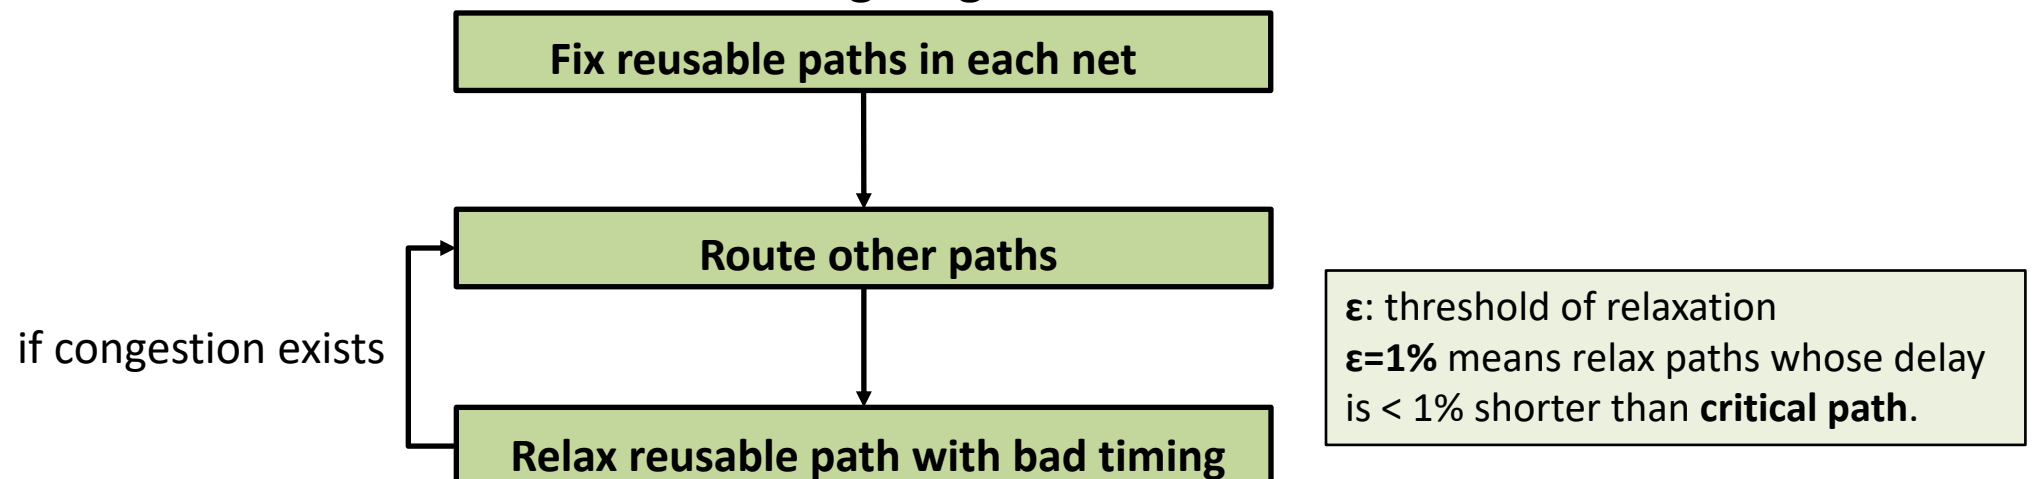 Fix reusable paths in each net
Route other paths
if congestion exists
ε: threshold of relaxation
ε=1% means relax paths whose delay
is < 1% shorter than critical path.
Relax reusable path with bad timing